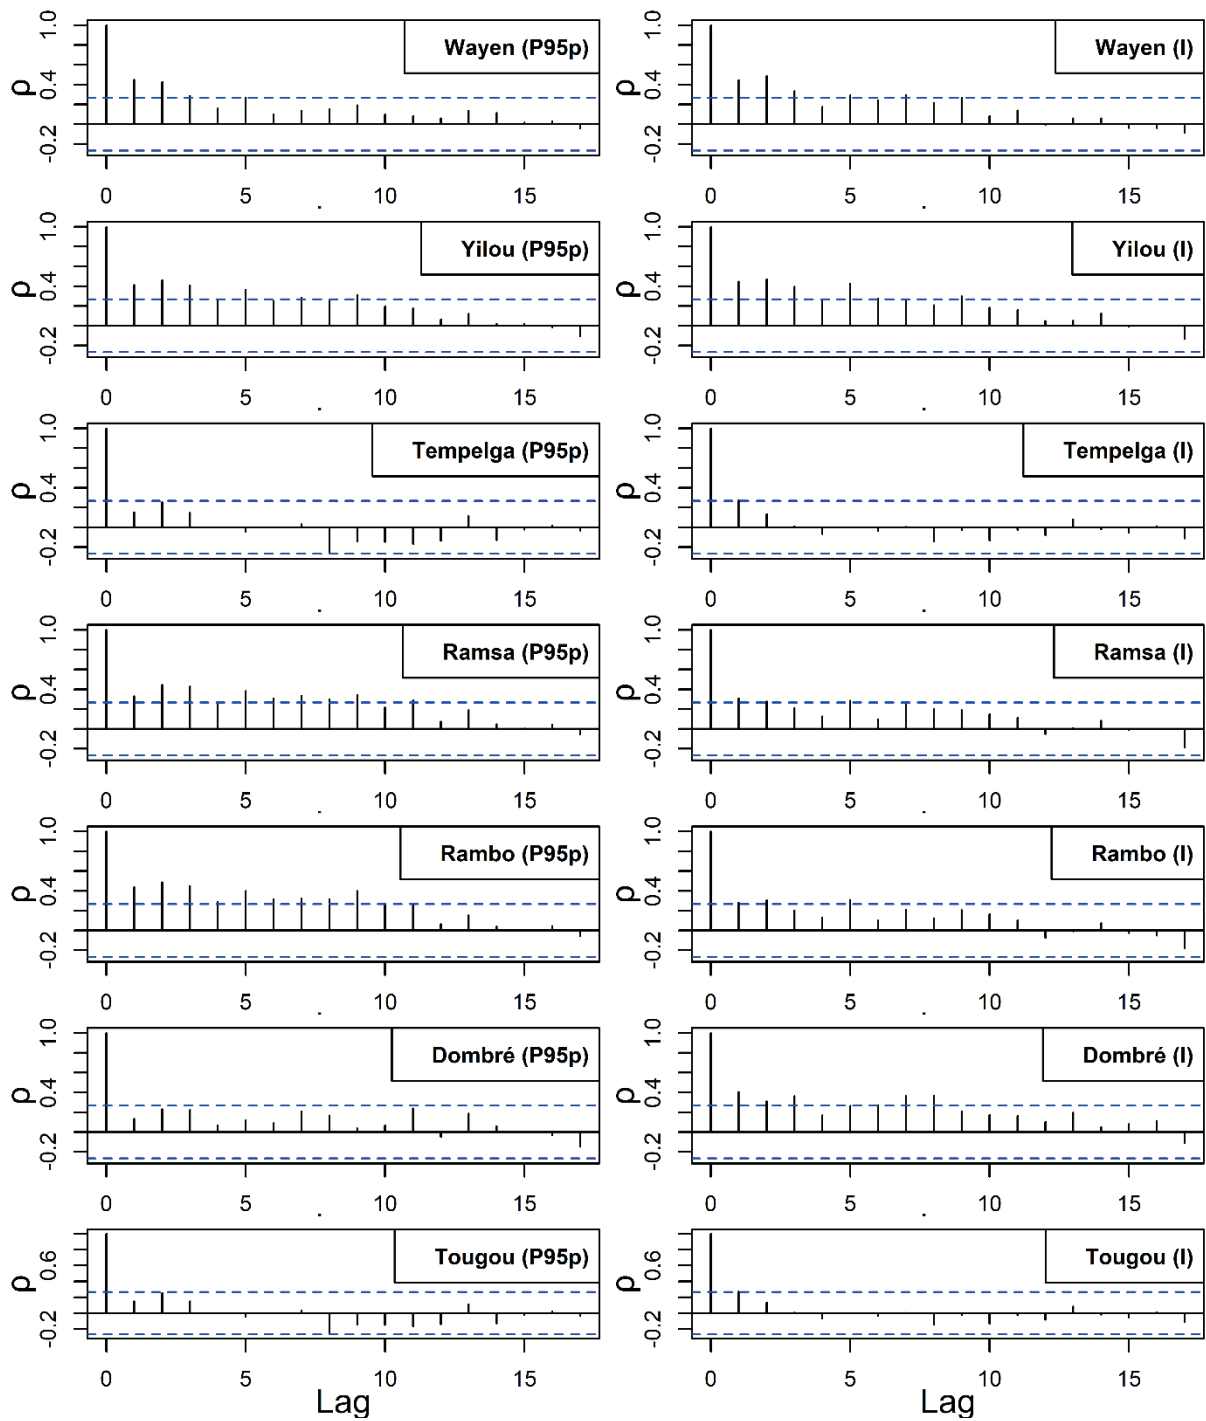 Wayen (P95p)
ρ
1.0
0.4
-0.2
0 5 10 15
Wayen (I)
ρ
1.0
0.4
-0.2
0 5 10 15
Yilou (P95p)
ρ
1.0
0.4
-0.2
0 5 10 15
Yilou (I)
ρ
1.0
0.4
-0.2
0 5 10 15
Tempelga (P95p)
ρ
1.0
0.4
-0.2
0 5 10 15
Tempelga (I)
ρ
1.0
0.4
-0.2
0 5 10 15
Ramsa (P95p)
ρ
1.0
0.4
-0.2
0 5 10 15
Ramsa (I)
ρ
1.0
0.4
-0.2
0 5 10 15
Rambo (P95p)
ρ
1.0
0.4
-0.2
0 5 10 15
Rambo (I)
ρ
1.0
0.4
-0.2
0 5 10 15
Dombré (P95p)
ρ
1.0
0.4
-0.2
0 5 10 15
Dombré (I)
ρ
1.0
0.4
-0.2
0 5 10 15
Tougou (P95p)
ρ
0.6
-0.2
0 5 10 15
Lag
Tougou (I)
ρ
0.6
-0.2
0 5 10 15
Lag